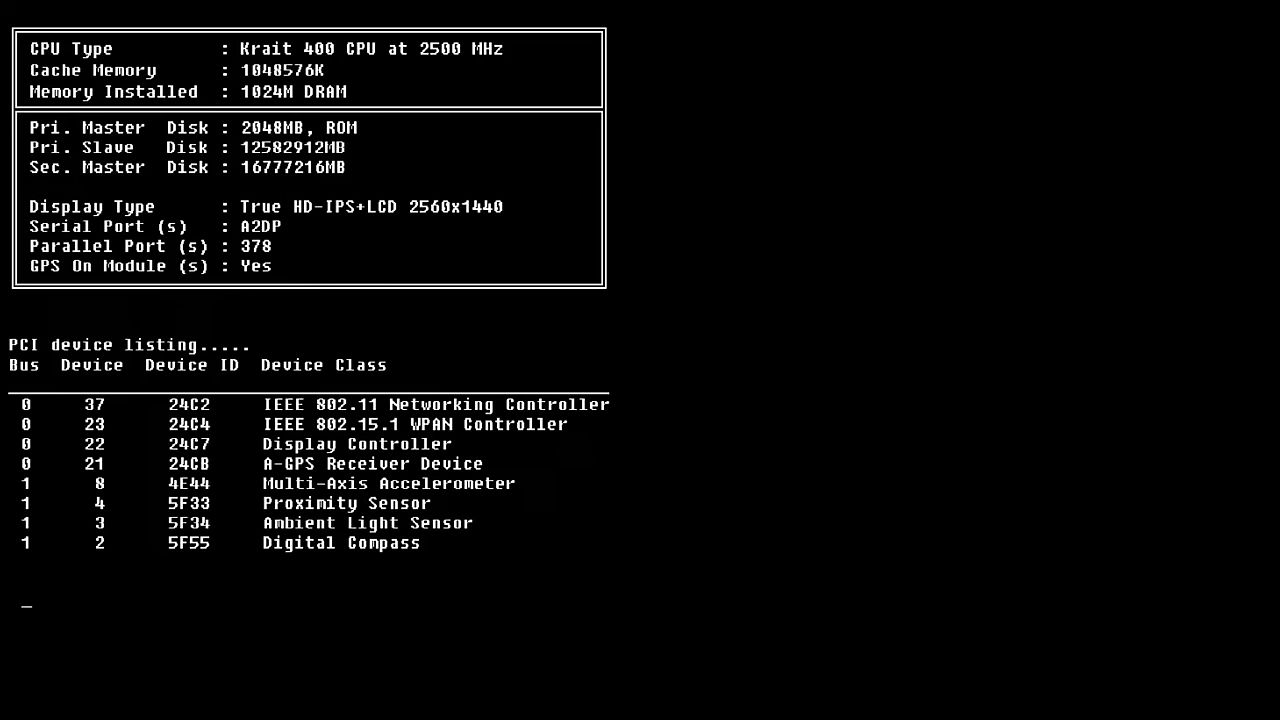 CPU Type : Krait 400 CPU at 2500 MHz
Cache Memory : 1048576K
Memory Installed : 1024M DRAM
Pri. Master Disk : 2048MB, ROM
Pri. Slave Disk : 12582912MB
Sec. Master Disk : 16777216MB
Display Type : True HD-IPS+LCD 2560x1440
Serial Port (s) : A2DP
Parallel Port (s) : 378
GPS On Module (s) : Yes
PCI device listing.....
Bus Device Device ID Device Class
0 37 24C2 IEEE 802.11 Networking Controller
0 23 24C4 IEEE 802.15.1 WPAN Controller
0 22 24C7 Display Controller
0 21 24CB A-GPS Receiver Device
1 8 4E44 Multi-Axis Accelerometer
1 4 5F33 Proximity Sensor
1 3 5F34 Ambient Light Sensor
1 2 5F55 Digital Compass
_